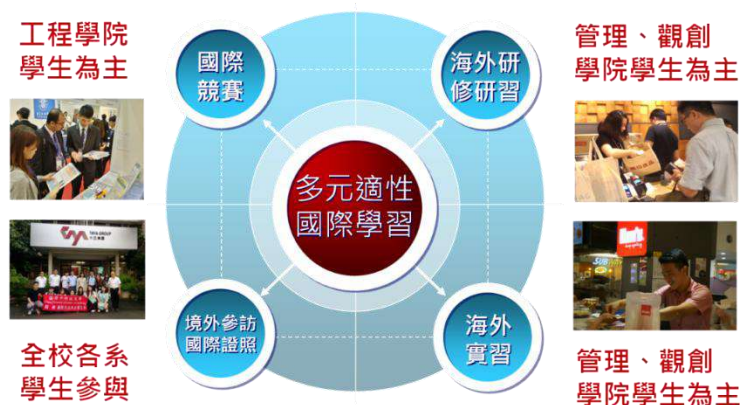 工程學院
學生為主
國際
競賽
海外研
修研習
管理、觀創
學院學生為主
多元適性
國際學習
TAYA GROUP
SUBW
境外參訪
國際證照
海外
實習
全校各系
學生參與
管理、觀創
學院學生為主